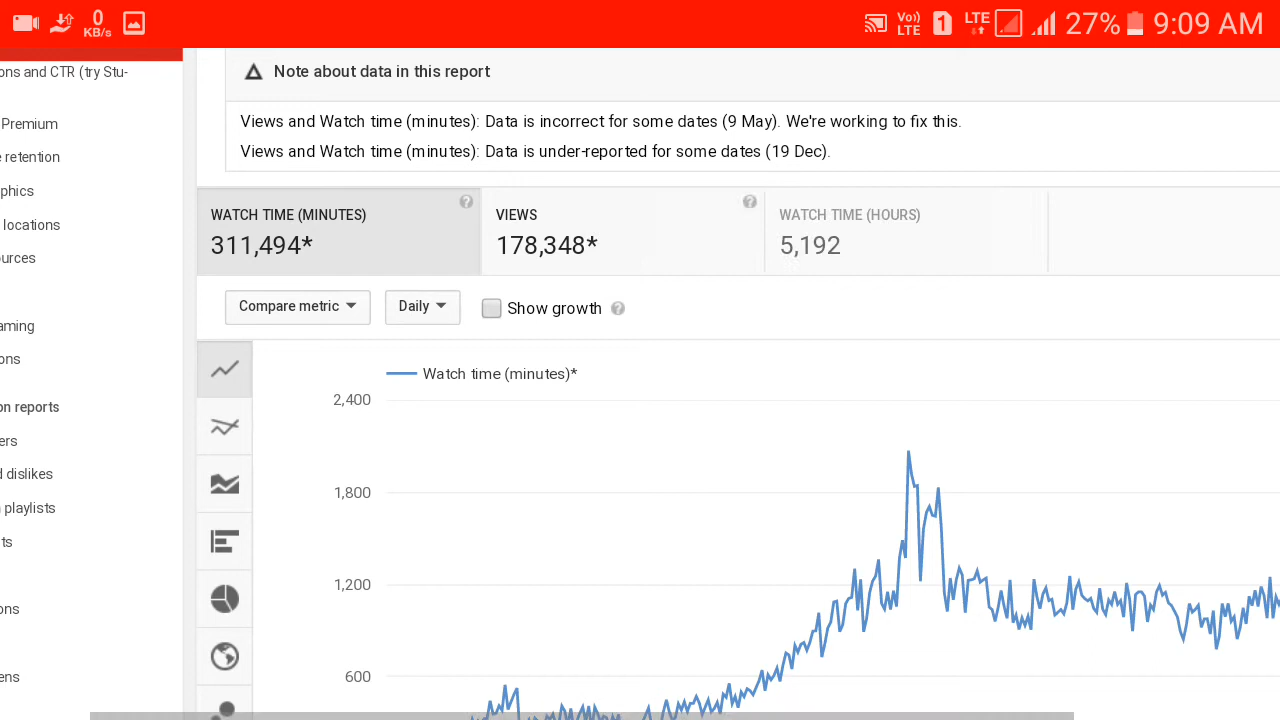 0
KB/s
Vo))
LTE
1
LTE
27%
9:09 AM
ons and CTR (try Stu-
Premium
e retention
phics
locations
ources
aming
ons
on reports
ers
d dislikes
playlists
ts
ons
ens
Note about data in this report
Views and Watch time (minutes): Data is incorrect for some dates (9 May). We're working to fix this.
Views and Watch time (minutes): Data is under-reported for some dates (19 Dec).
WATCH TIME (MINUTES)
311,494*
VIEWS
178,348*
WATCH TIME (HOURS)
5,192
Compare metric
Daily
Show growth
Watch time (minutes)*
2,400
1,800
1,200
600